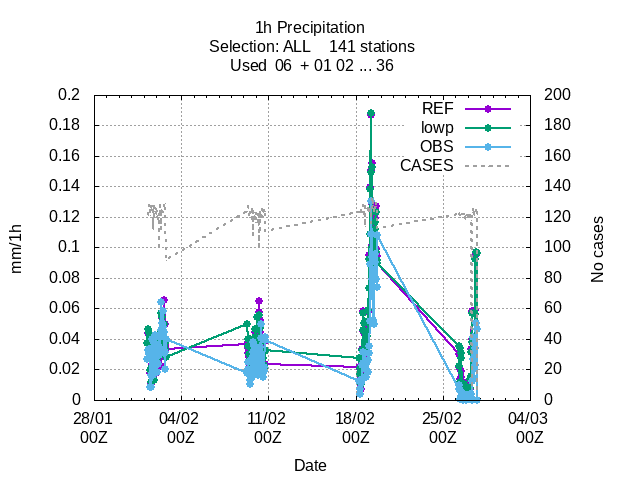 1h Precipitation
Selection: ALL 141 stations
Used 06 + 01 02 ... 36
REF
lowp
OBS
CASES
0.2
0.18
0.16
0.14
0.12
0.1
0.08
0.06
0.04
0.02
0
200
180
160
140
120
100
80
60
40
20
0
mm/1h
No cases
28/01 04/02 11/02 18/02 25/02 04/03
00Z 00Z 00Z 00Z 00Z 00Z
Date